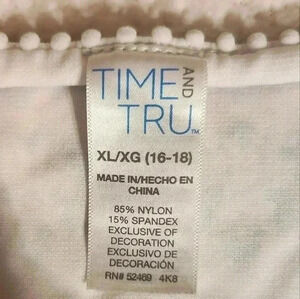 TIME AND
TRU™
XL/XG (16-18)
MADE IN/HECHO EN
CHINA
85% NYLON
15% SPANDEX
EXCLUSIVE OF
DECORATION
EXCLUSIVO DE
DECORACIÓN
RN# 52469 4K8